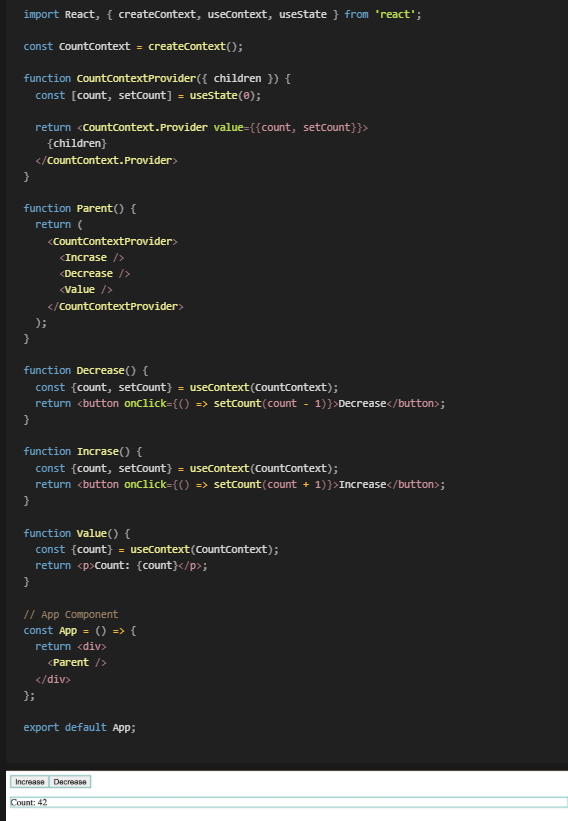 import React, { createContext, useContext, useState } from 'react';
const CountContext = createContext();
function CountContextProvider({ children }) {
const [count, setCount] = useState(0);
return <CountContext.Provider value={{count, setCount}}>
{children}
</CountContext.Provider>
}
function Parent() {
return (
<CountContextProvider>
<Incrase />
<Decrease />
<Value />
</CountContextProvider>
);
}
function Decrease() {
const {count, setCount} = useContext(CountContext);
return <button onClick={() => setCount(count - 1)}>Decrease</button>;
}
function Incrase() {
const {count, setCount} = useContext(CountContext);
return <button onClick={() => setCount(count + 1)}>Increase</button>;
}
function Value() {
const {count} = useContext(CountContext);
return <p>Count: {count}</p>;
}
// App Component
const App = () => {
return <div>
<Parent />
</div>
};
export default App;
Increase Decrease
Count: 42